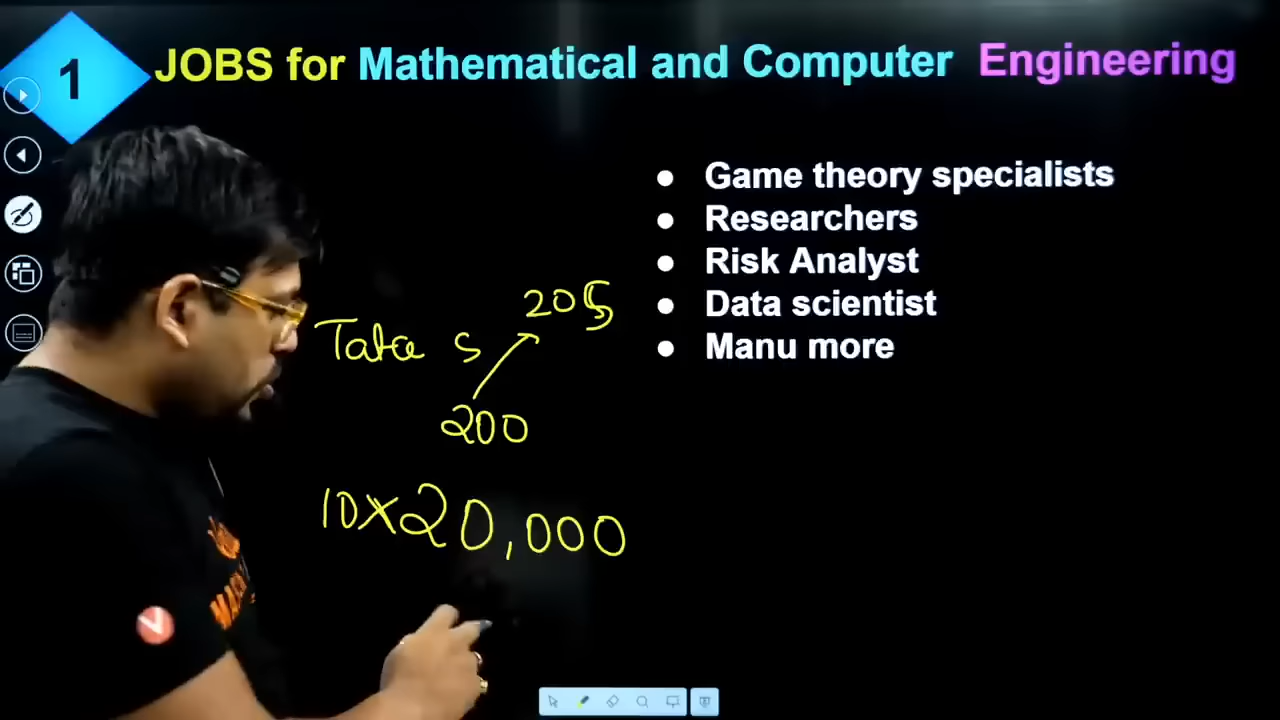 1
JOBS for Mathematical and Computer Engineering
● Game theory specialists
● Researchers
● Risk Analyst
● Data scientist
● Manu more
205
Tata s
200
10x20,000